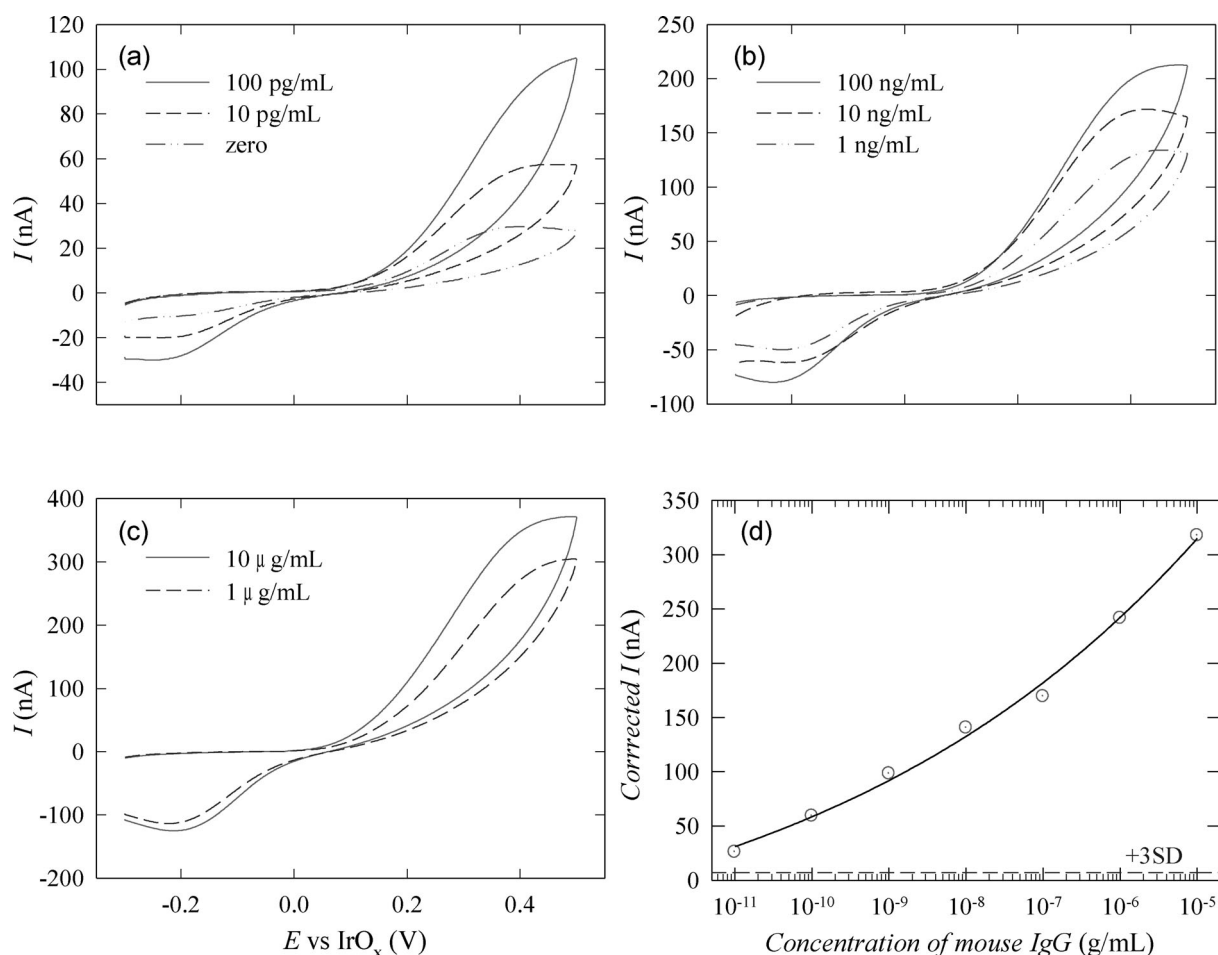 (a)
100 pg/mL
10 pg/mL
zero
120
100
80
60
40
20
0
-20
-40
I (nA)
(b)
100 ng/mL
10 ng/mL
1 ng/mL
250
200
150
100
50
0
-50
-100
I (nA)
(c)
10 μ g/mL
1 μ g/mL
400
300
200
100
0
-100
-200
I (nA)
-0.2 0.0 0.2 0.4
E vs IrOₓ (V)
(d)
350
300
250
200
150
100
50
0
Corrrected I (nA)
+3SD
10⁻¹¹ 10⁻¹⁰ 10⁻⁹ 10⁻⁸ 10⁻⁷ 10⁻⁶ 10⁻⁵
Concentration of mouse IgG (g/mL)